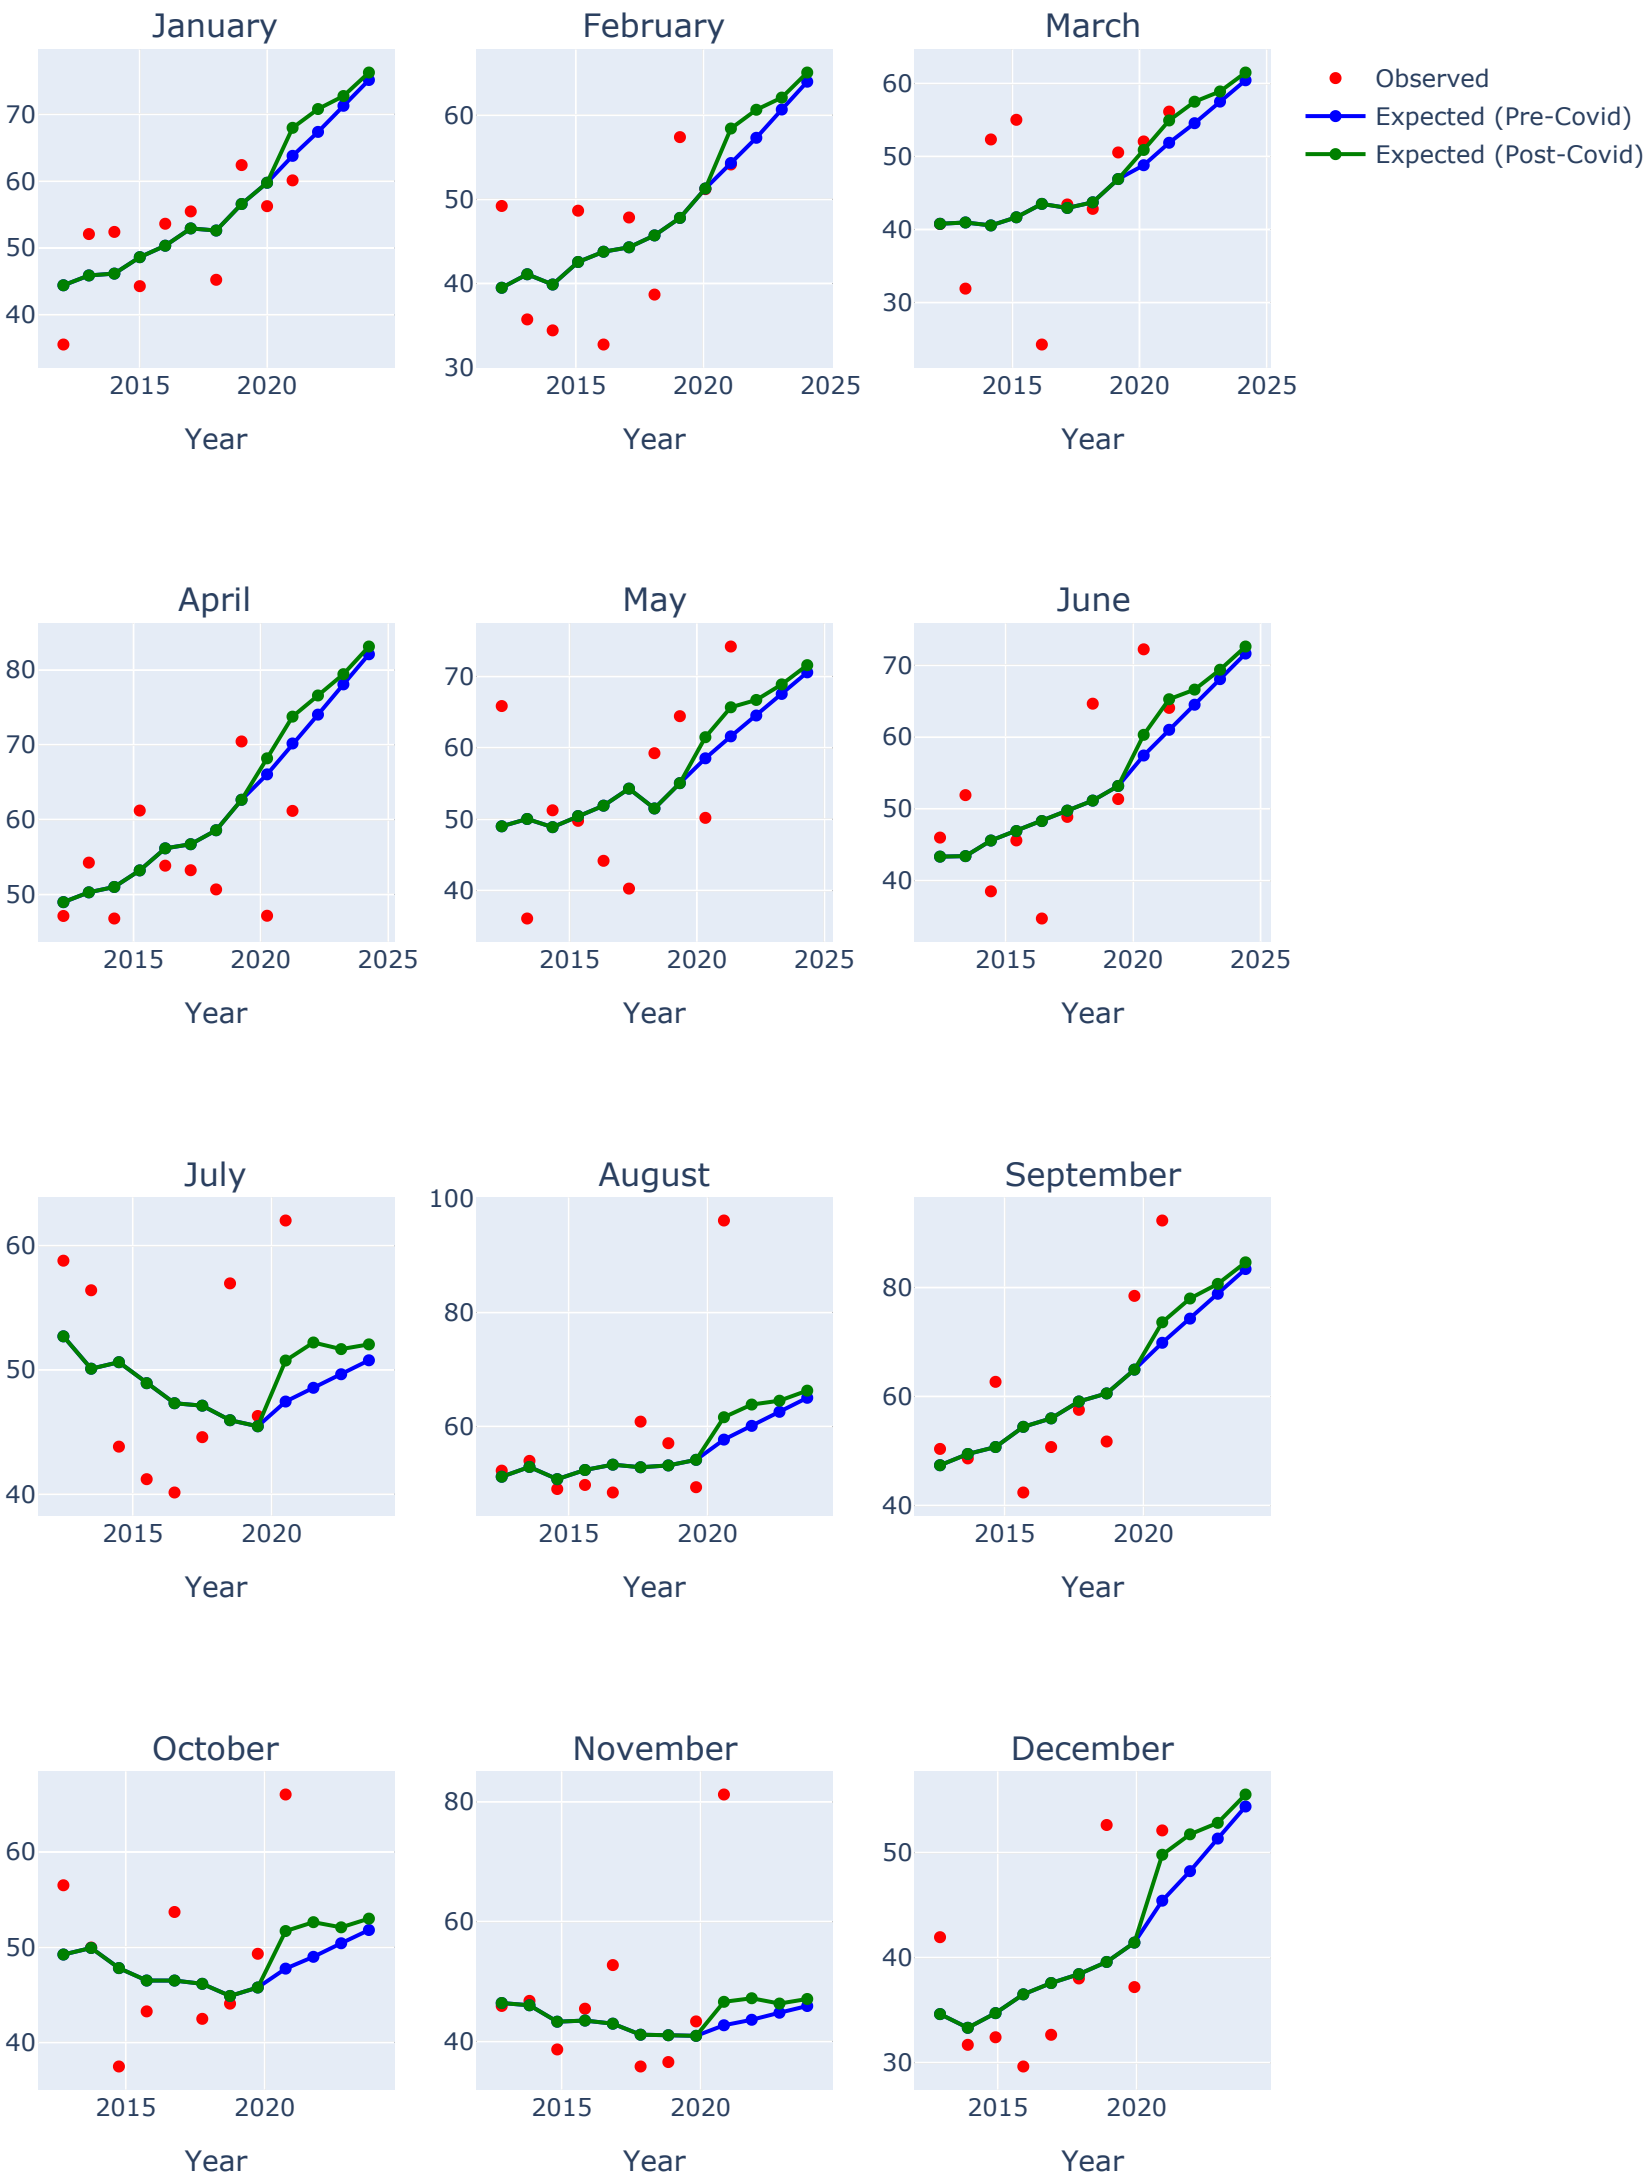 January February March
Observed
Expected (Pre-Covid)
Expected (Post-Covid)
70
60
50
40
2015 2020
Year
60
50
40
30
2015 2020 2025
Year
60
50
40
30
2015 2020 2025
Year
April May June
80
70
60
50
2015 2020 2025
Year
70
60
50
40
2015 2020 2025
Year
70
60
50
40
2015 2020 2025
Year
July August September
60
50
40
2015 2020
Year
100
80
60
2015 2020
Year
80
60
40
2015 2020
Year
October November December
60
50
40
2015 2020
Year
80
60
40
2015 2020
Year
50
40
30
2015 2020
Year